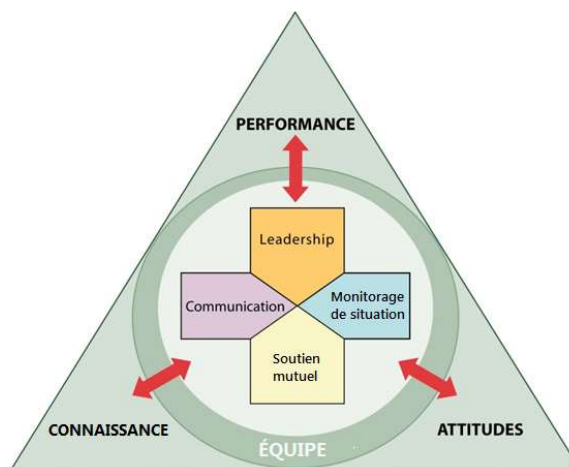 PERFORMANCE
Leadership
Communication
Monitorage
de situation
Soutien
mutuel
CONNAISSANCE
ATTITUDES
ÉQUIPE